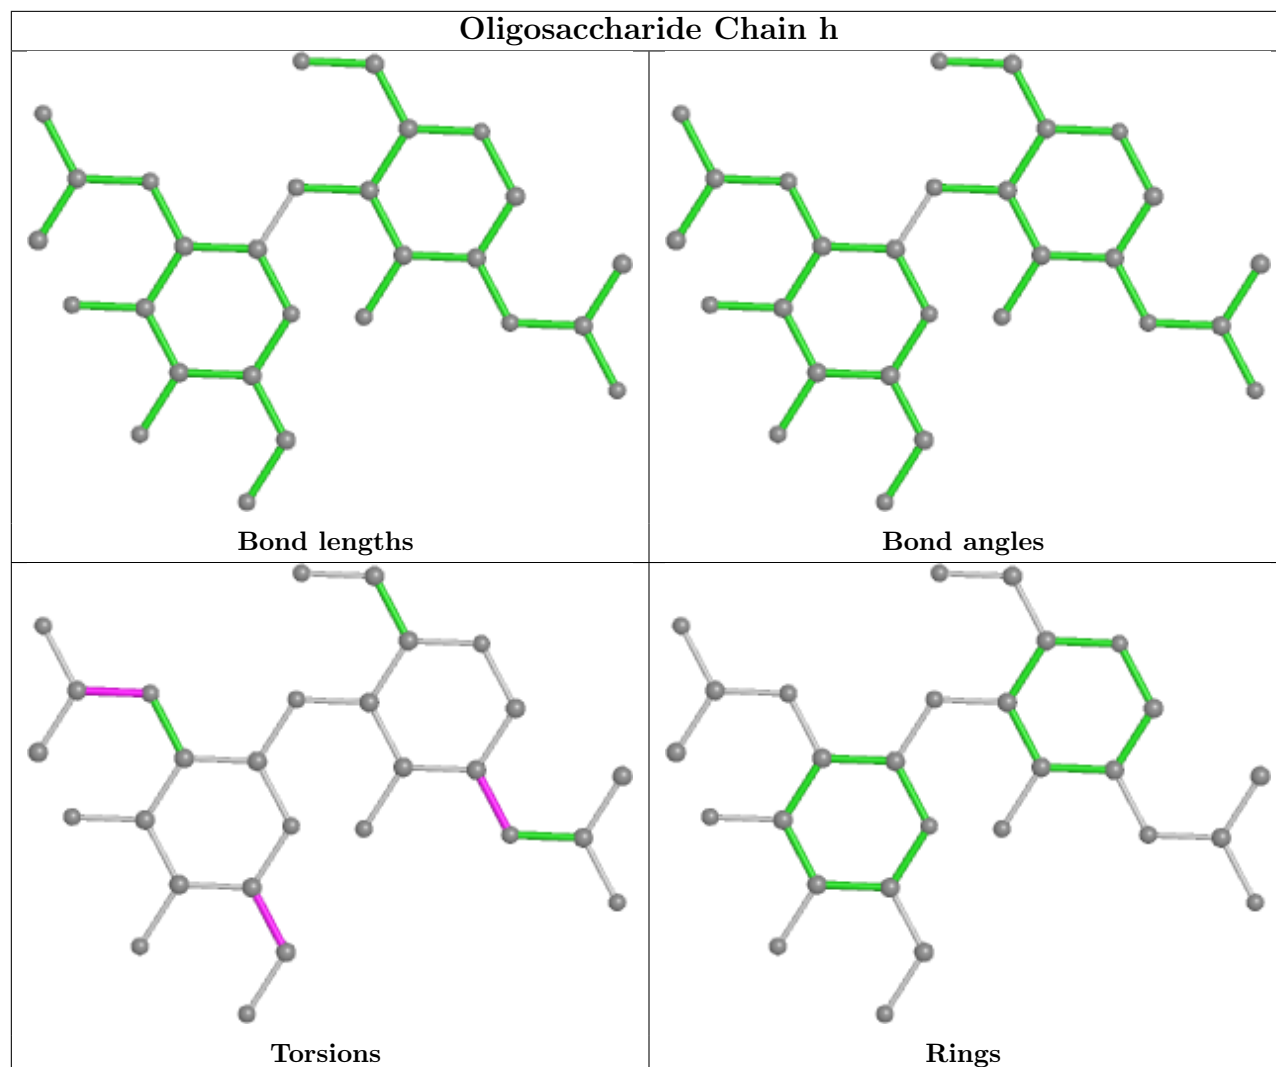 Oligosaccharide Chain h
Bond lengths
Bond angles
Torsions
Rings